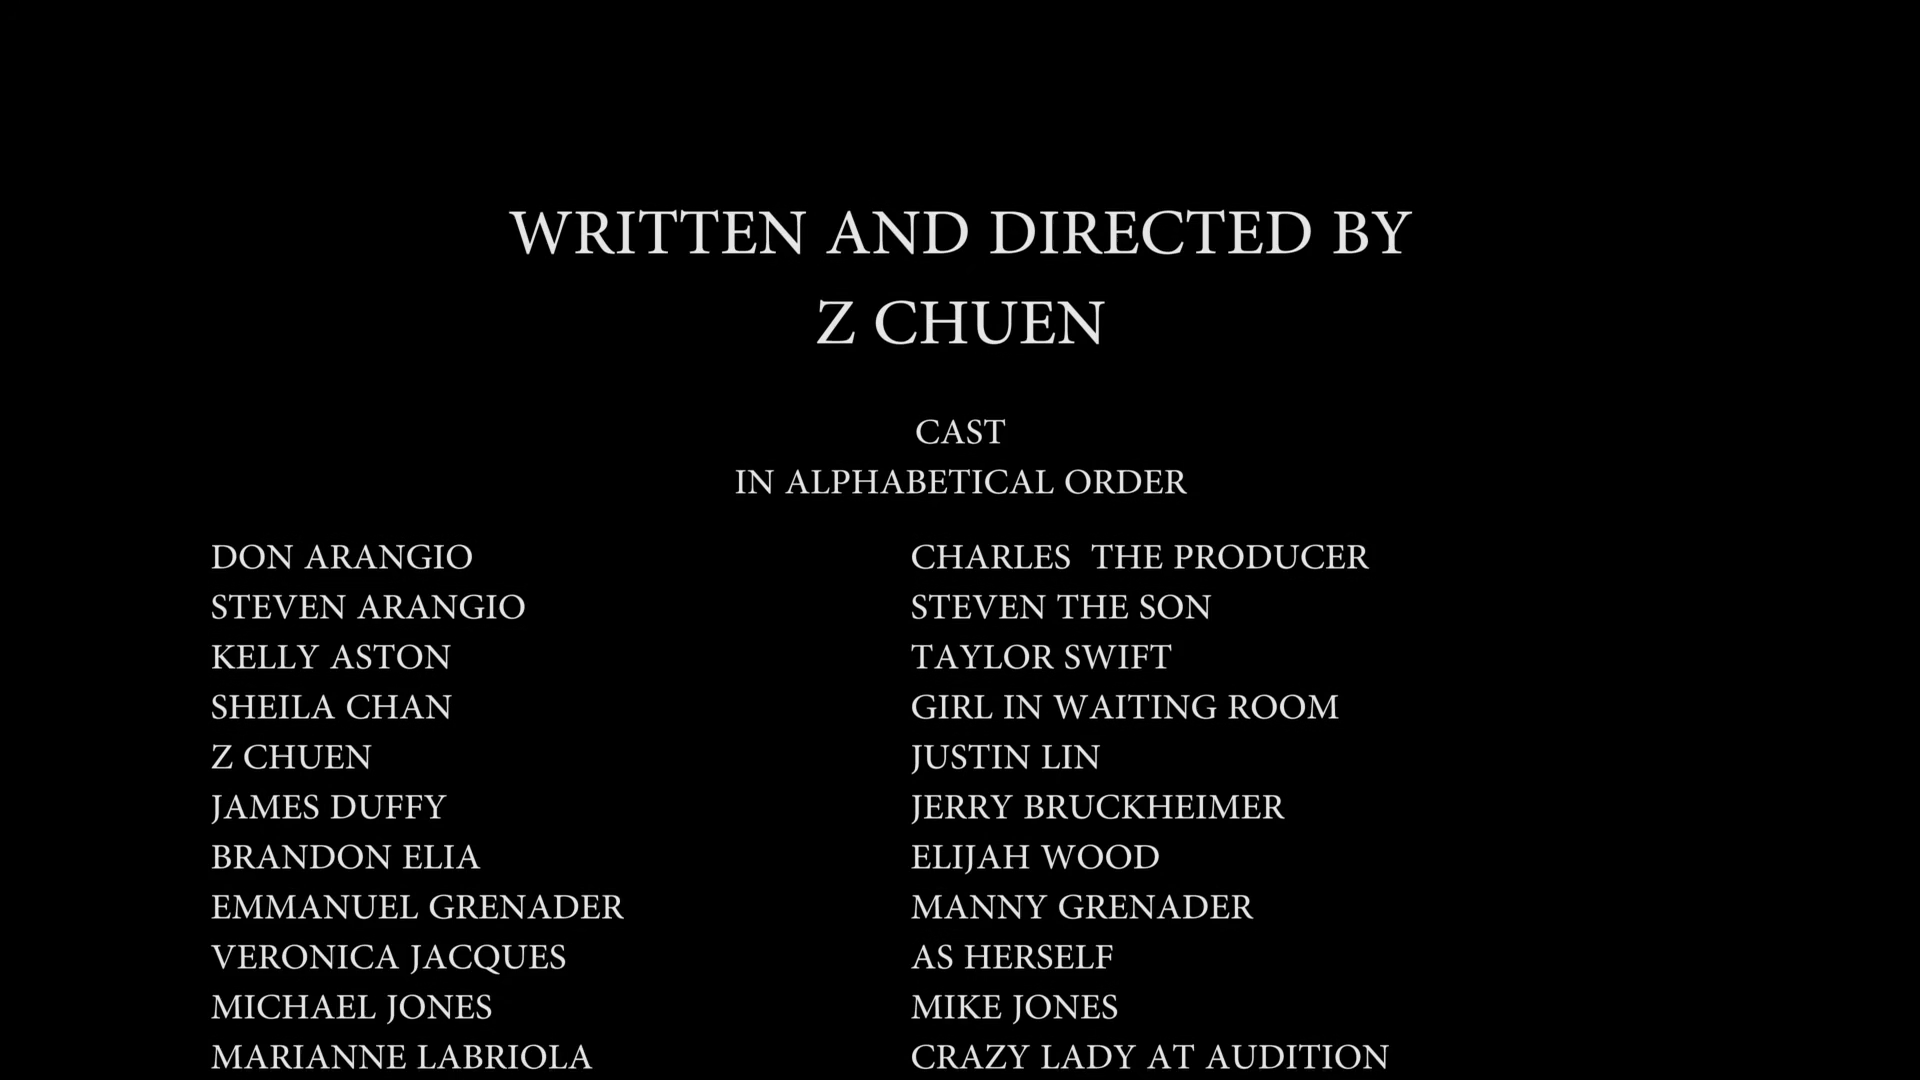 WRITTEN AND DIRECTED BY
Z CHUEN
CAST
IN ALPHABETICAL ORDER
DON ARANGIO CHARLES  THE PRODUCER
STEVEN ARANGIO STEVEN THE SON
KELLY ASTON TAYLOR SWIFT
SHEILA CHAN GIRL IN WAITING ROOM
Z CHUEN JUSTIN LIN
JAMES DUFFY JERRY BRUCKHEIMER
BRANDON ELIA ELIJAH WOOD
EMMANUEL GRENADER MANNY GRENADER
VERONICA JACQUES AS HERSELF
MICHAEL JONES MIKE JONES
MARIANNE LABRIOLA CRAZY LADY AT AUDITION